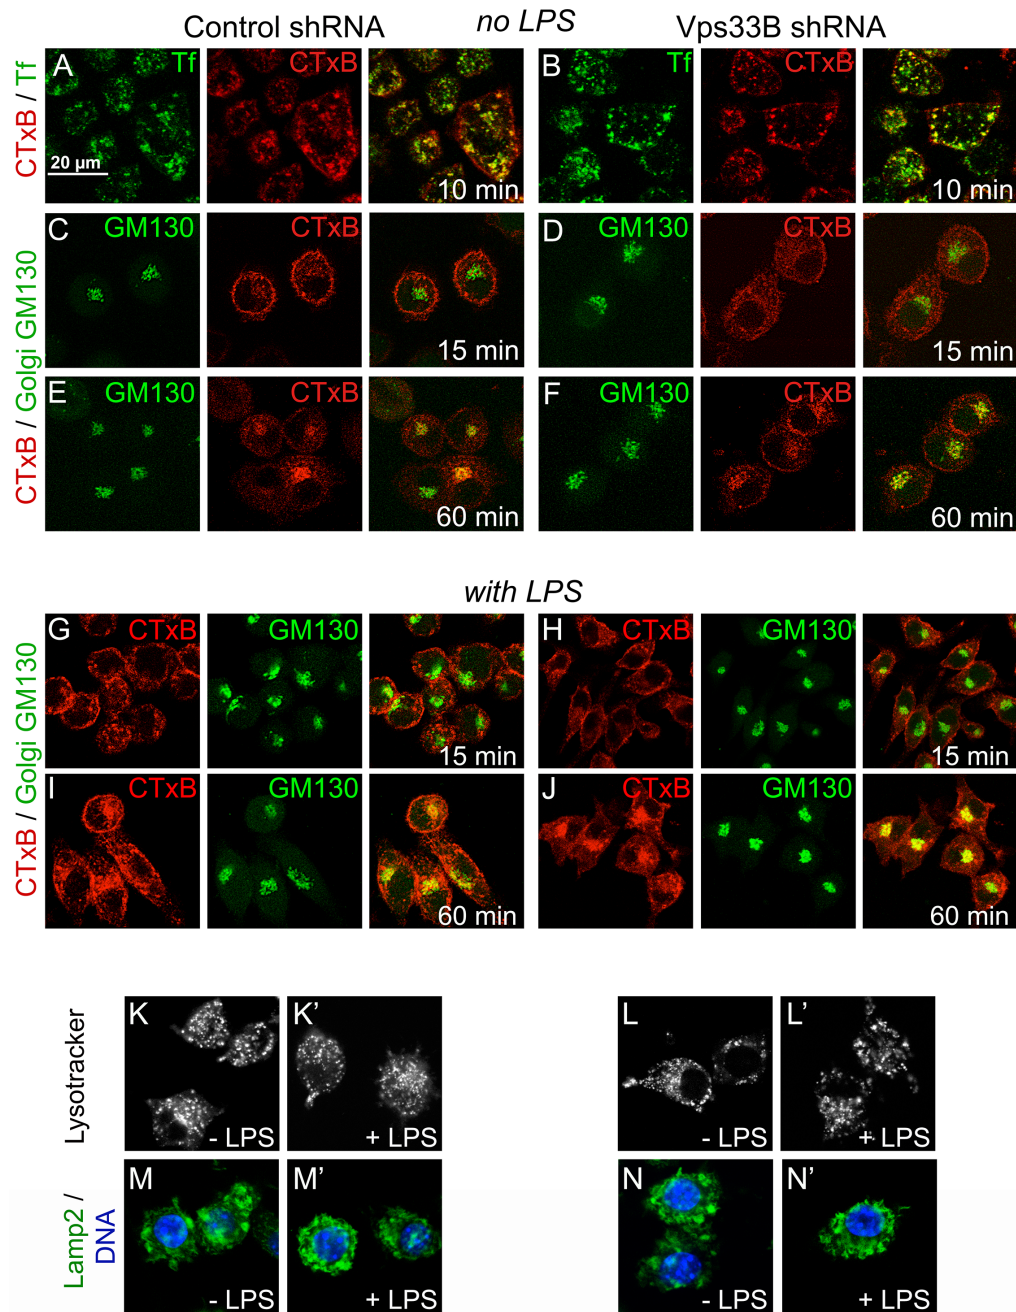 Control shRNA
no LPS
Vps33B shRNA
CTxB / Tf
A
Tf
CTxB
20 µm
10 min
B
Tf
CTxB
10 min
CTxB / Golgi GM130
C
GM130
CTxB
15 min
D
GM130
CTxB
15 min
E
GM130
CTxB
60 min
F
GM130
CTxB
60 min
with LPS
CTxB / Golgi GM130
G
CTxB
GM130
15 min
H
CTxB
GM130
15 min
I
CTxB
GM130
60 min
J
CTxB
GM130
60 min
Lysotracker
K
- LPS
K’
+ LPS
L
- LPS
L’
+ LPS
Lamp2 /
DNA
M
- LPS
M’
+ LPS
N
- LPS
N’
+ LPS